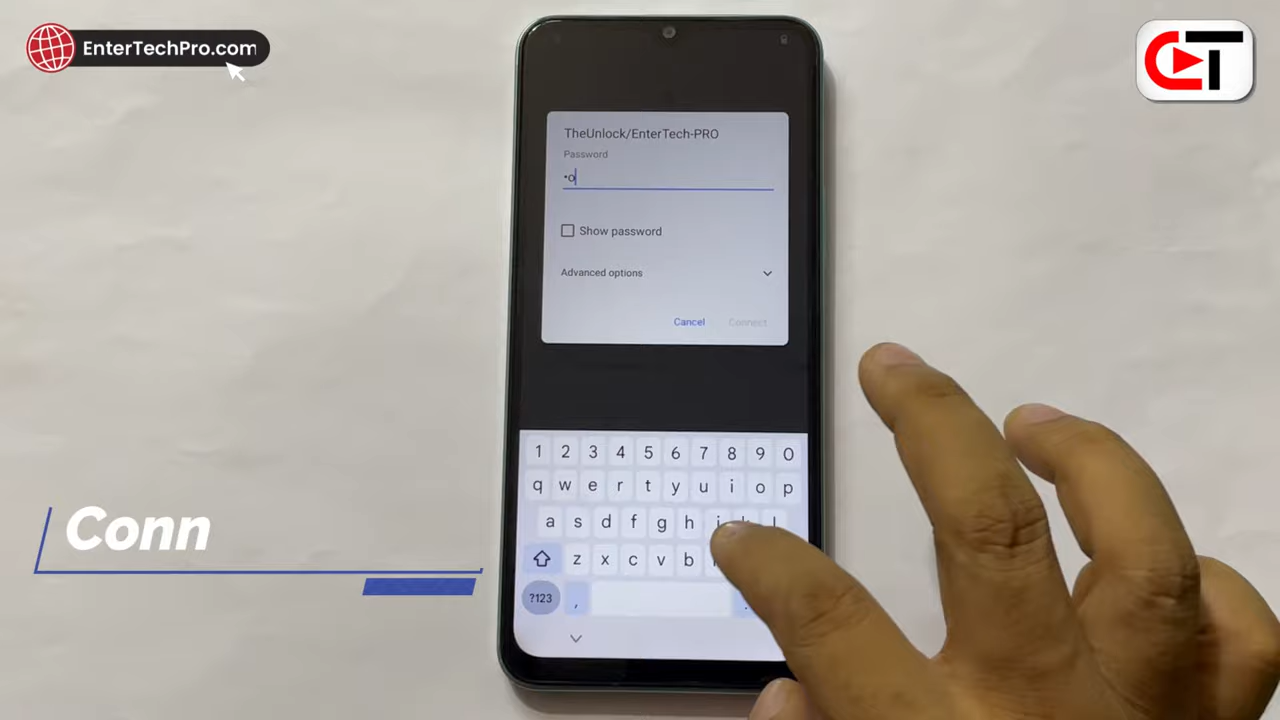 EnterTechPro.com
CT
TheUnlock/EnterTech-PRO
Password
•o
Show password
Advanced options
Cancel
Connect
Conn
1 2 3 4 5 6 7 8 9 0
q w e r t y u i o p
a s d f g h j
z x c v b
?123 , .